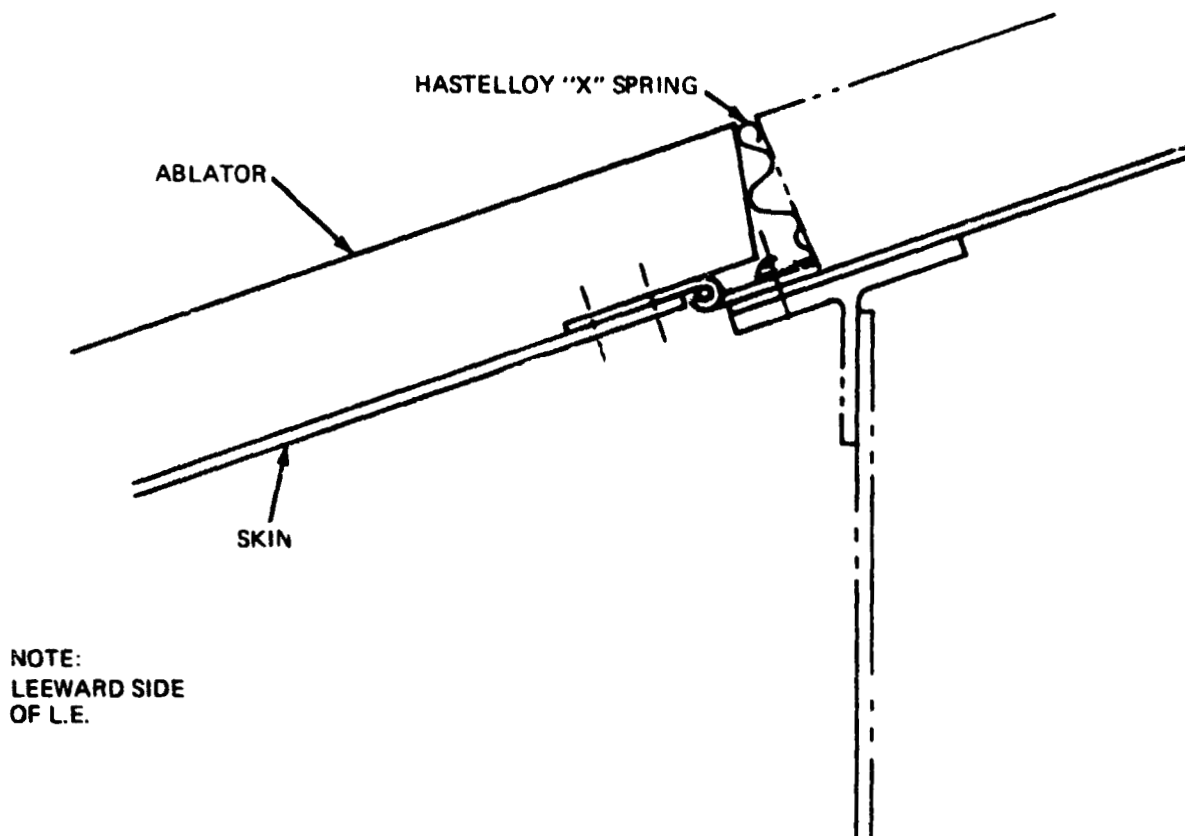 HASTELLOY "X" SPRING
ABLATOR
SKIN
NOTE:
LEEWARD SIDE
OF L.E.